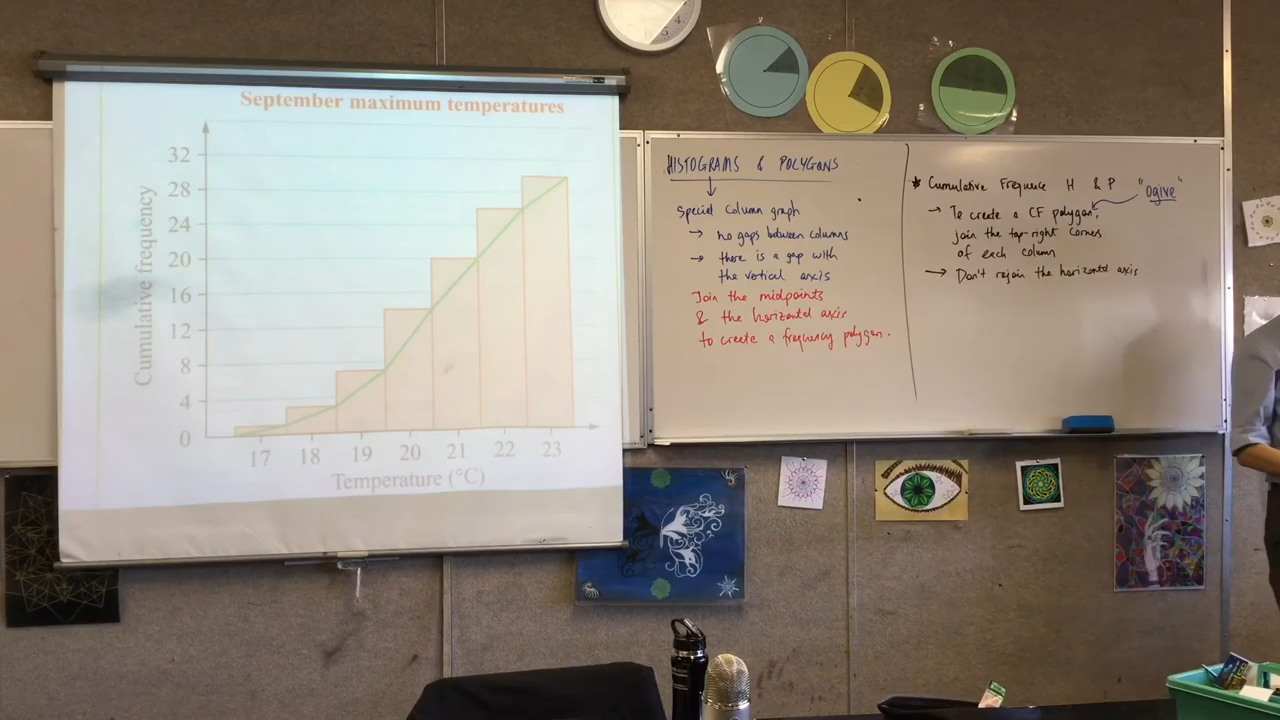 September maximum temperatures
32
28
24
20
16
12
8
4
0
Cumulative frequency
17 18 19 20 21 22 23
Temperature (°C)
HISTOGRAMS & POLYGONS
Special Column graph
→ no gaps between columns
→ there is a gap with
the vertical axis
Join the midpoints
& the horizontal axis
to create a frequency polygon.
* Cumulative Frequence H & P "ogive"
→ To create a CF polygon,
join the top-right corners
of each column
→ Don't rejoin the horizontal axis